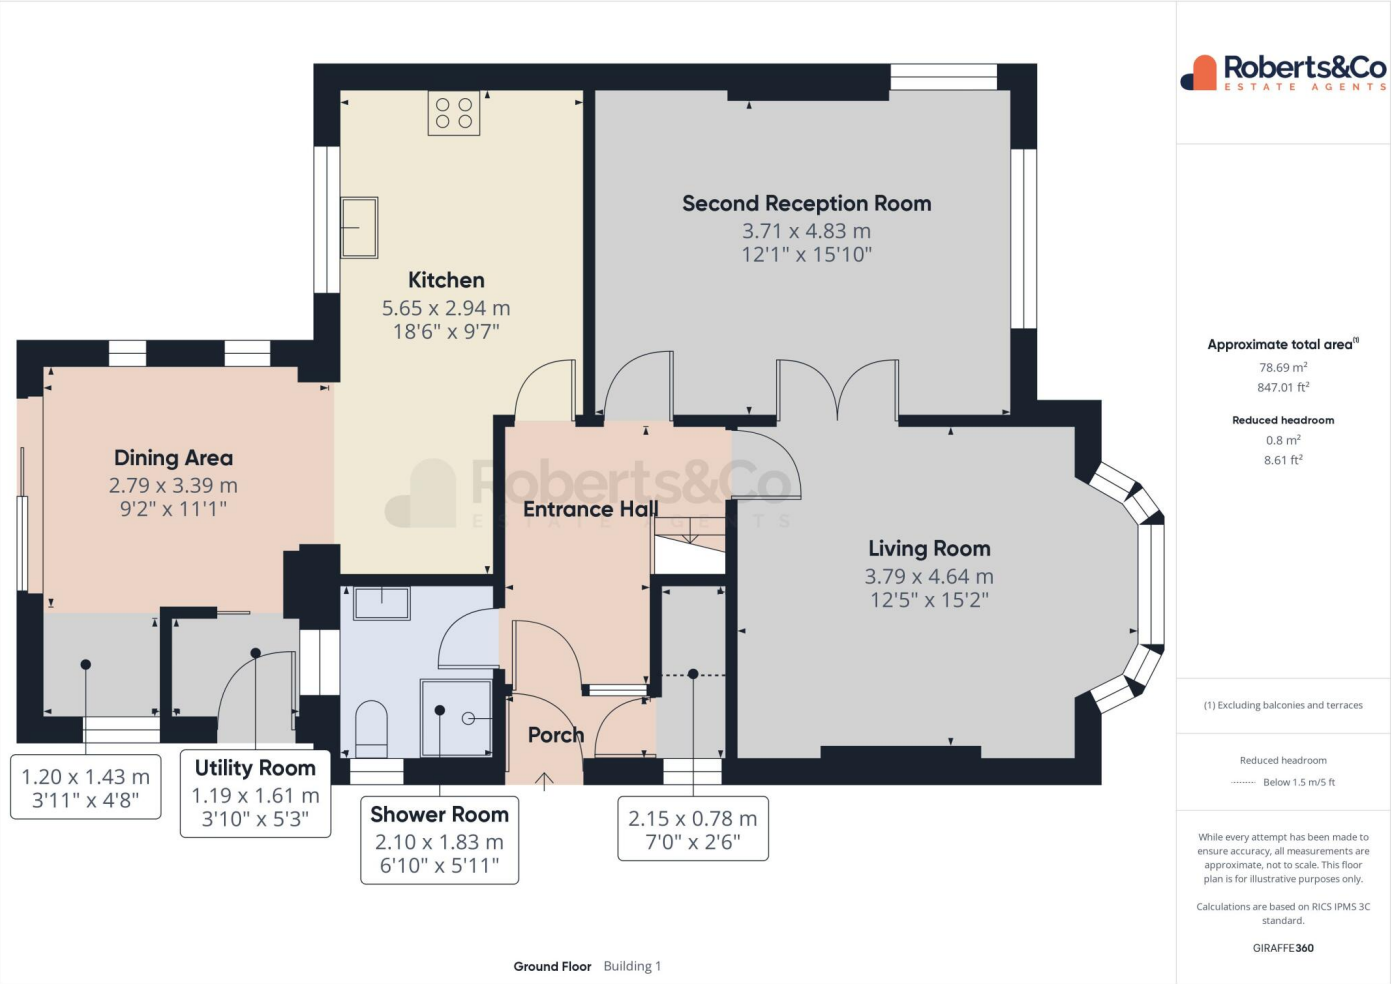 Roberts&Co
ESTATE AGENTS
Second Reception Room
3.71 x 4.83 m
12'1" x 15'10"
Kitchen
5.65 x 2.94 m
18'6" x 9'7"
Dining Area
2.79 x 3.39 m
9'2" x 11'1"
Roberts&Co
ESTATE AGENTS
Entrance Hall
Living Room
3.79 x 4.64 m
12'5" x 15'2"
Porch
1.20 x 1.43 m
3'11" x 4'8"
Utility Room
1.19 x 1.61 m
3'10" x 5'3"
Shower Room
2.10 x 1.83 m
6'10" x 5'11"
2.15 x 0.78 m
7'0" x 2'6"
Approximate total area(1)
78.69 m²
847.01 ft²
Reduced headroom
0.8 m²
8.61 ft²
(1) Excluding balconies and terraces
Reduced headroom
Below 1.5 m/5 ft
While every attempt has been made to
ensure accuracy, all measurements are
approximate, not to scale. This floor
plan is for illustrative purposes only.
Calculations are based on RICS IPMS 3C
standard.
GIRAFFE360
Ground Floor Building 1